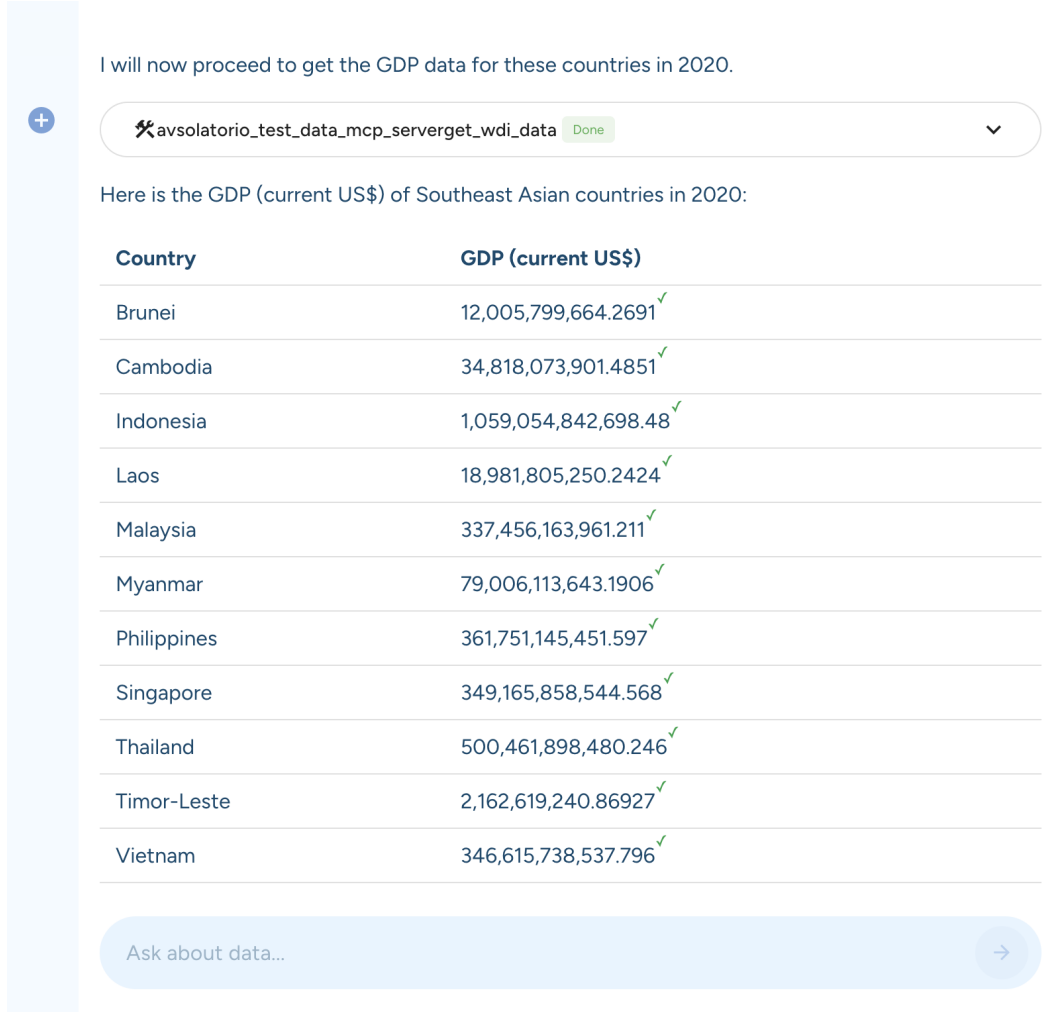 I will now proceed to get the GDP data for these countries in 2020.
🛠avsolatorio_test_data_mcp_serverget_wdi_data Done
Here is the GDP (current US$) of Southeast Asian countries in 2020:
Country GDP (current US$)
Brunei 12,005,799,664.2691✓
Cambodia 34,818,073,901.4851✓
Indonesia 1,059,054,842,698.48✓
Laos 18,981,805,250.2424✓
Malaysia 337,456,163,961.211✓
Myanmar 79,006,113,643.1906✓
Philippines 361,751,145,451.597✓
Singapore 349,165,858,544.568✓
Thailand 500,461,898,480.246✓
Timor-Leste 2,162,619,240.86927✓
Vietnam 346,615,738,537.796✓
Ask about data...